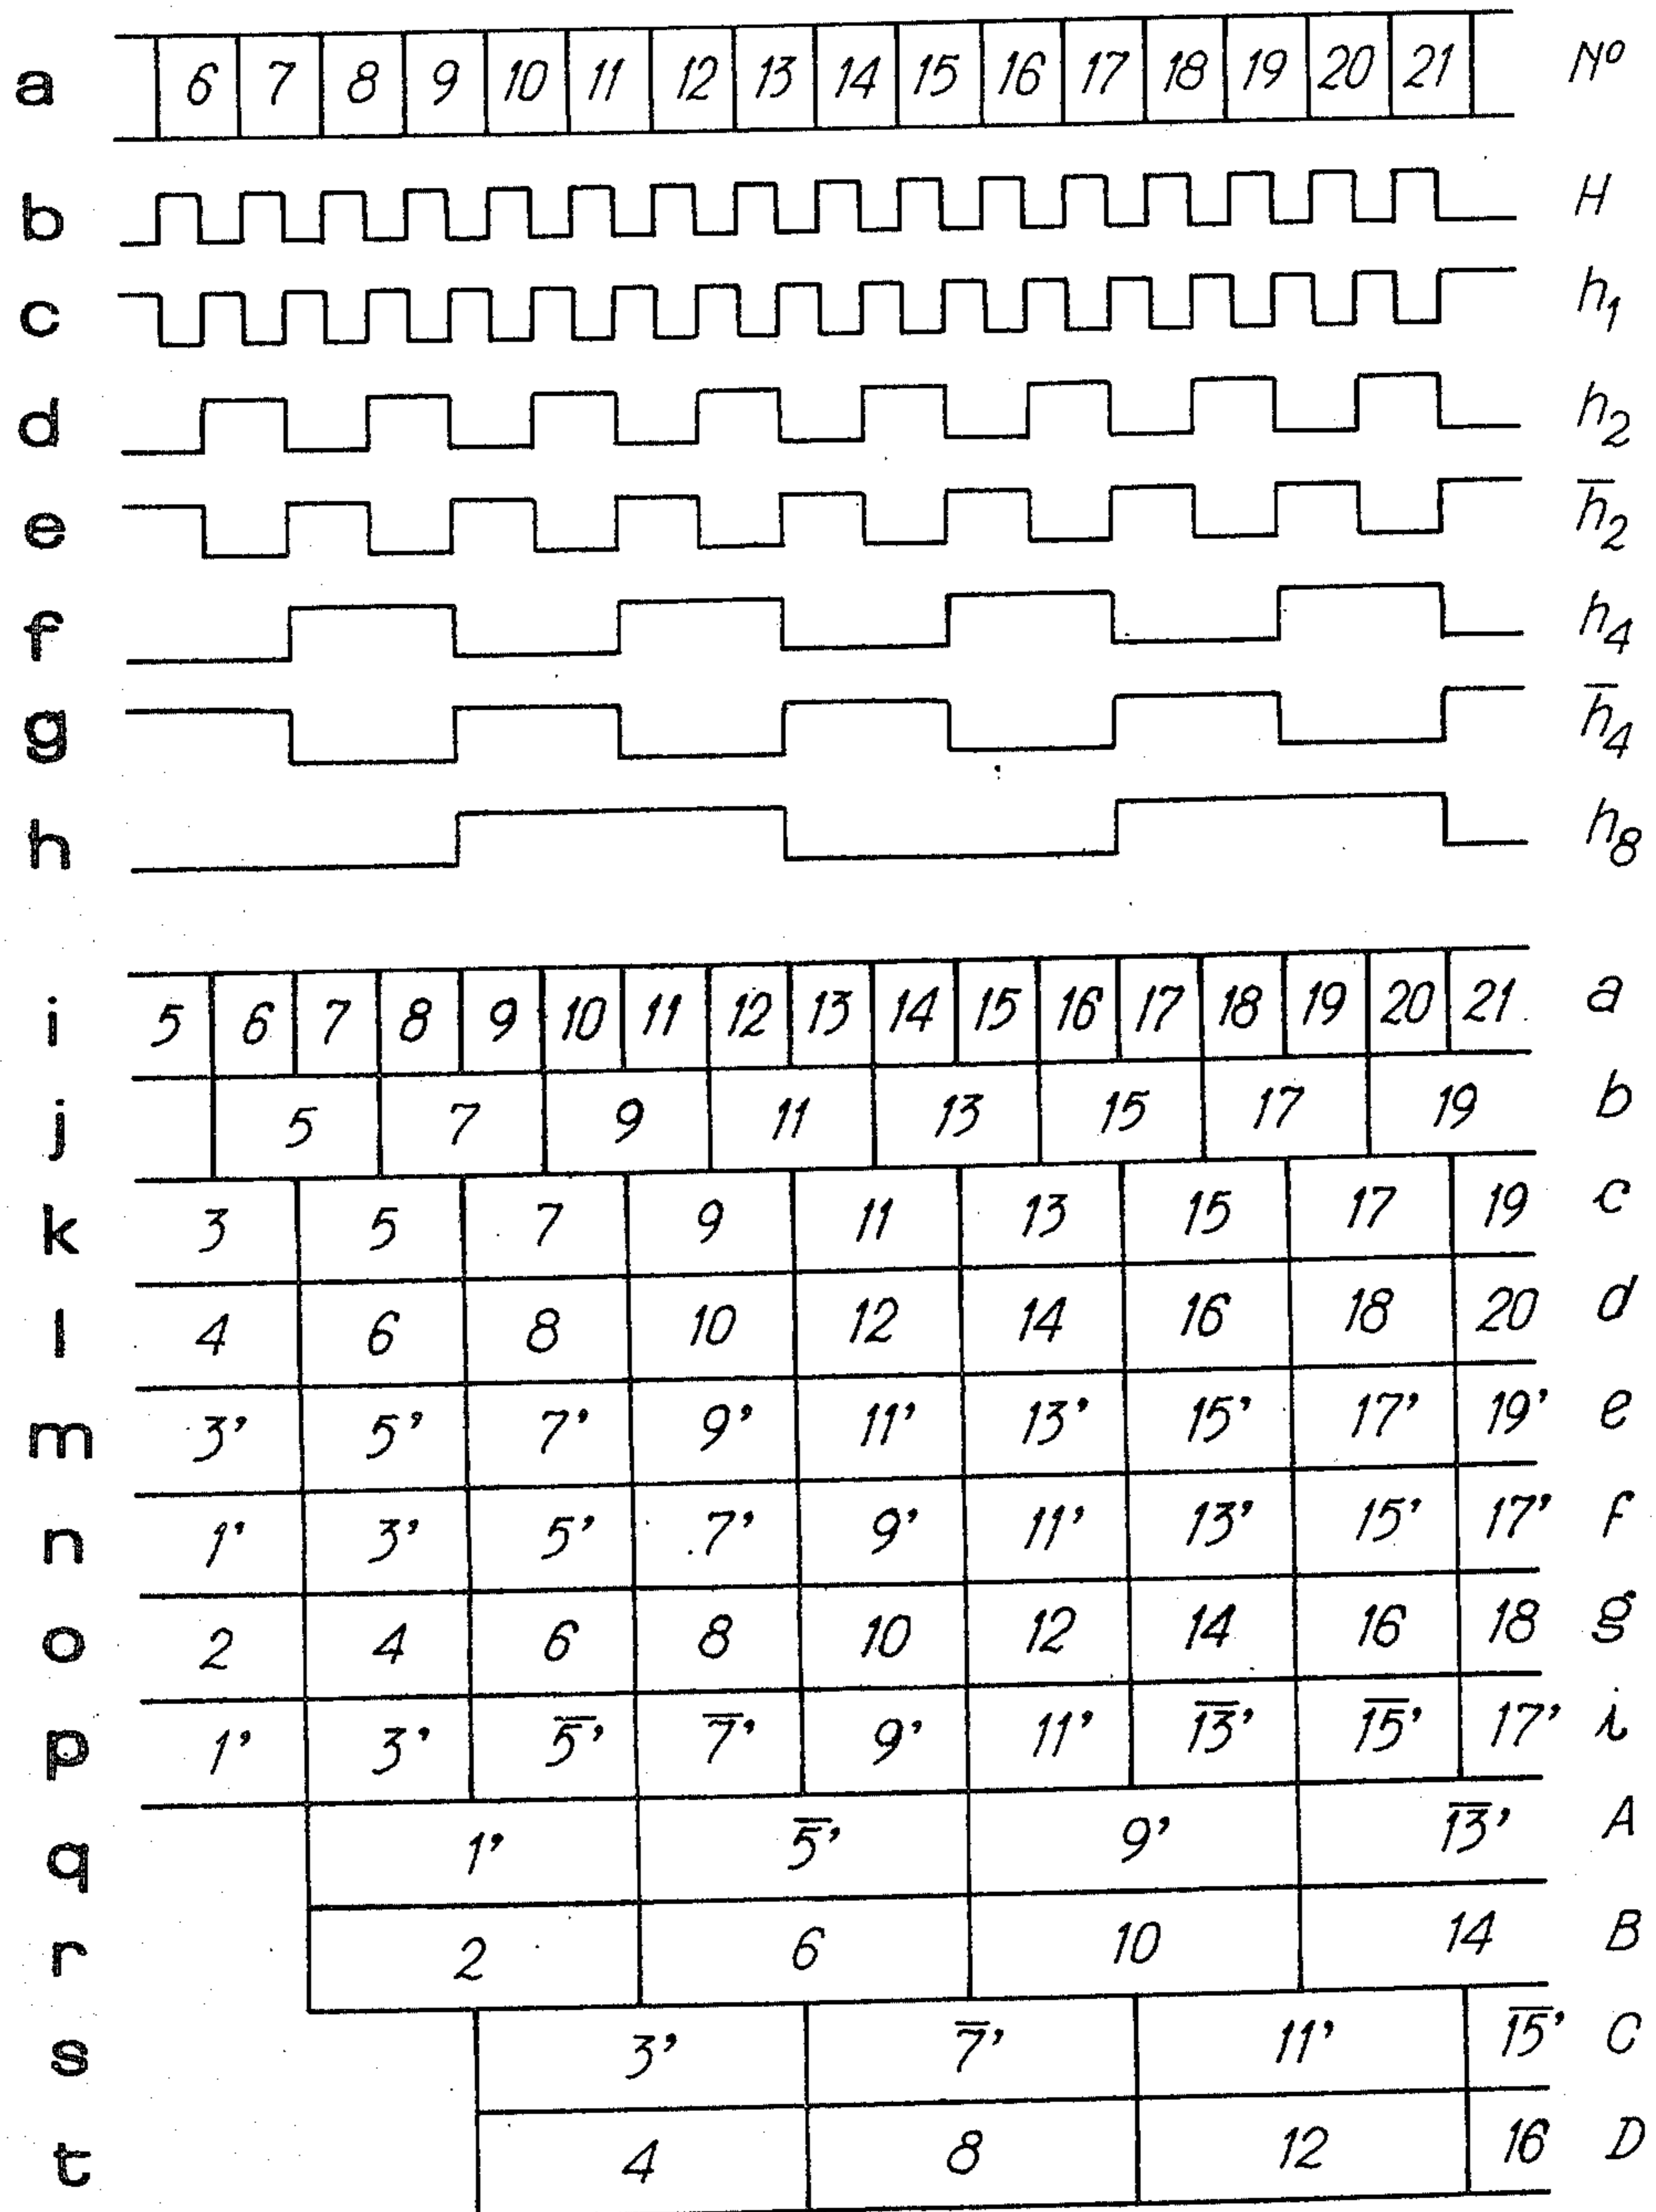 a 6 7 8 9 10 11 12 13 14 15 16 17 18 19 20 21 Nº
b H
c h₁
d h₂
e h̅₂
f h₄
g h̅₄
h h₈
i 5 6 7 8 9 10 11 12 13 14 15 16 17 18 19 20 21 a
j 5 7 9 11 13 15 17 19 b
k 3 5 7 9 11 13 15 17 19 c
l 4 6 8 10 12 14 16 18 20 d
m 3' 5' 7' 9' 11' 13' 15' 17' 19' e
n 1' 3' 5' 7' 9' 11' 13' 15' 17' f
o 2 4 6 8 10 12 14 16 18 g
p 1' 3' 5̅' 7̅' 9' 11' 1̅3̅' 1̅5̅' 17' i
q 1' 5̅' 9' 1̅3̅' A
r 2 6 10 14 B
s 3' 7̅' 11' 1̅5̅' C
t 4 8 12 16 D